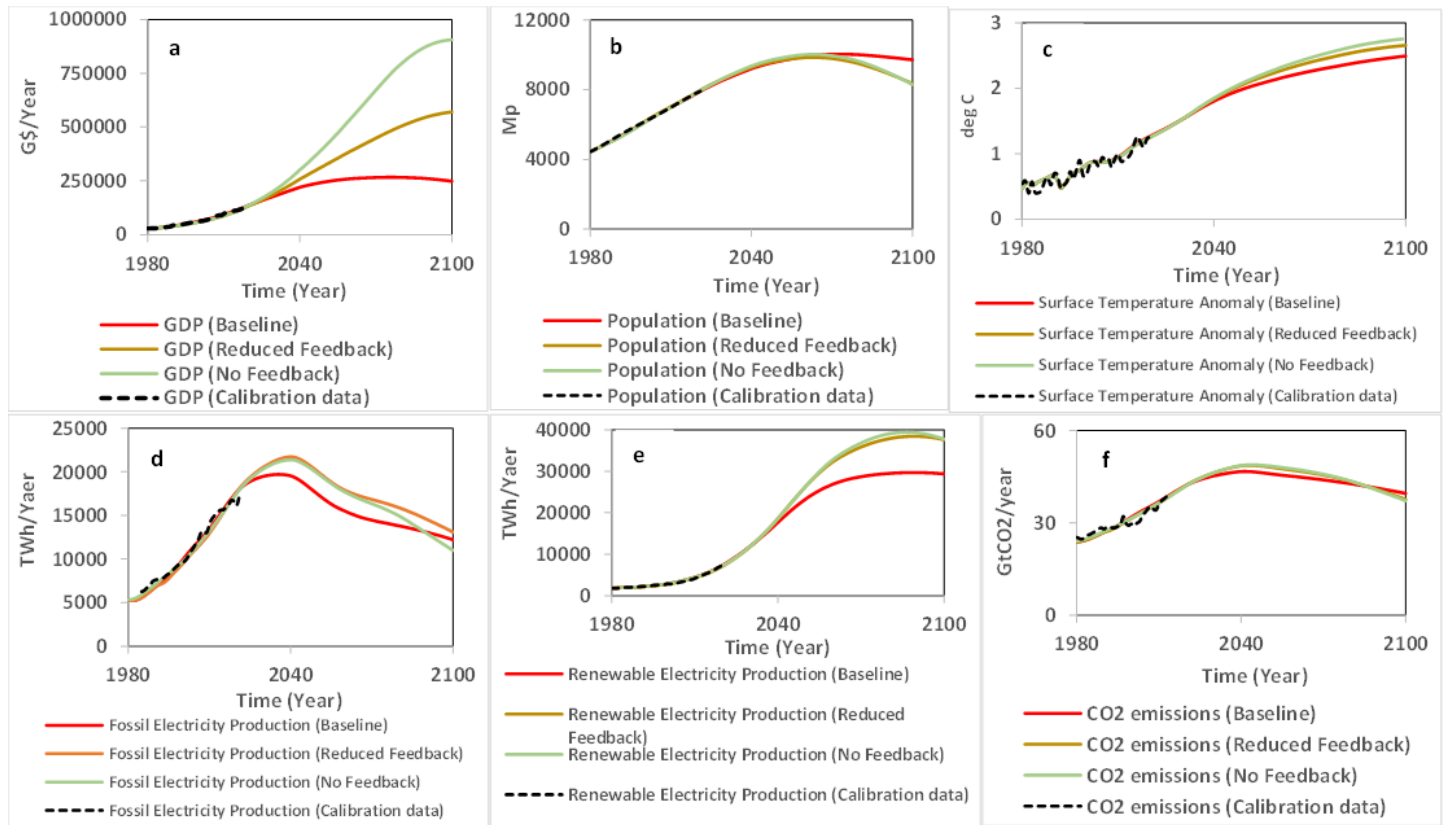 a
1000000
750000
500000
250000
0
G$/Year
1980
2040
2100
Time (Year)
GDP (Baseline)
GDP (Reduced Feedback)
GDP (No Feedback)
GDP (Calibration data)
b
12000
8000
4000
0
Mp
1980
2040
2100
Time (Year)
Population (Baseline)
Population (Reduced Feedback)
Population (No Feedback)
Population (Calibration data)
c
3
2
1
0
deg C
1980
2040
2100
Time (Year)
Surface Temperature Anomaly (Baseline)
Surface Temperature Anomaly (Reduced Feedback)
Surface Temperature Anomaly (No Feedback)
Surface Temperature Anomaly (Calibration data)
d
25000
20000
15000
10000
5000
0
TWh/Yaer
1980
2040
2100
Time (Year)
Fossil Electricity Production (Baseline)
Fossil Electricity Production (Reduced Feedback)
Fossil Electricity Production (No Feedback)
Fossil Electricity Production (Calibration data)
e
40000
30000
20000
10000
0
TWh/Yaer
1980
2040
2100
Time (Year)
Renewable Electricity Production (Baseline)
Renewable Electricity Production (Reduced
Feedback)
Renewable Electricity Production (No Feedback)
Renewable Electricity Production (Calibration data)
f
60
30
0
GtCO2/year
1980
2040
2100
Time (Year)
CO2 emissions (Baseline)
CO2 emissions (Reduced Feedback)
CO2 emissions (No Feedback)
CO2 emissions (Calibration data)